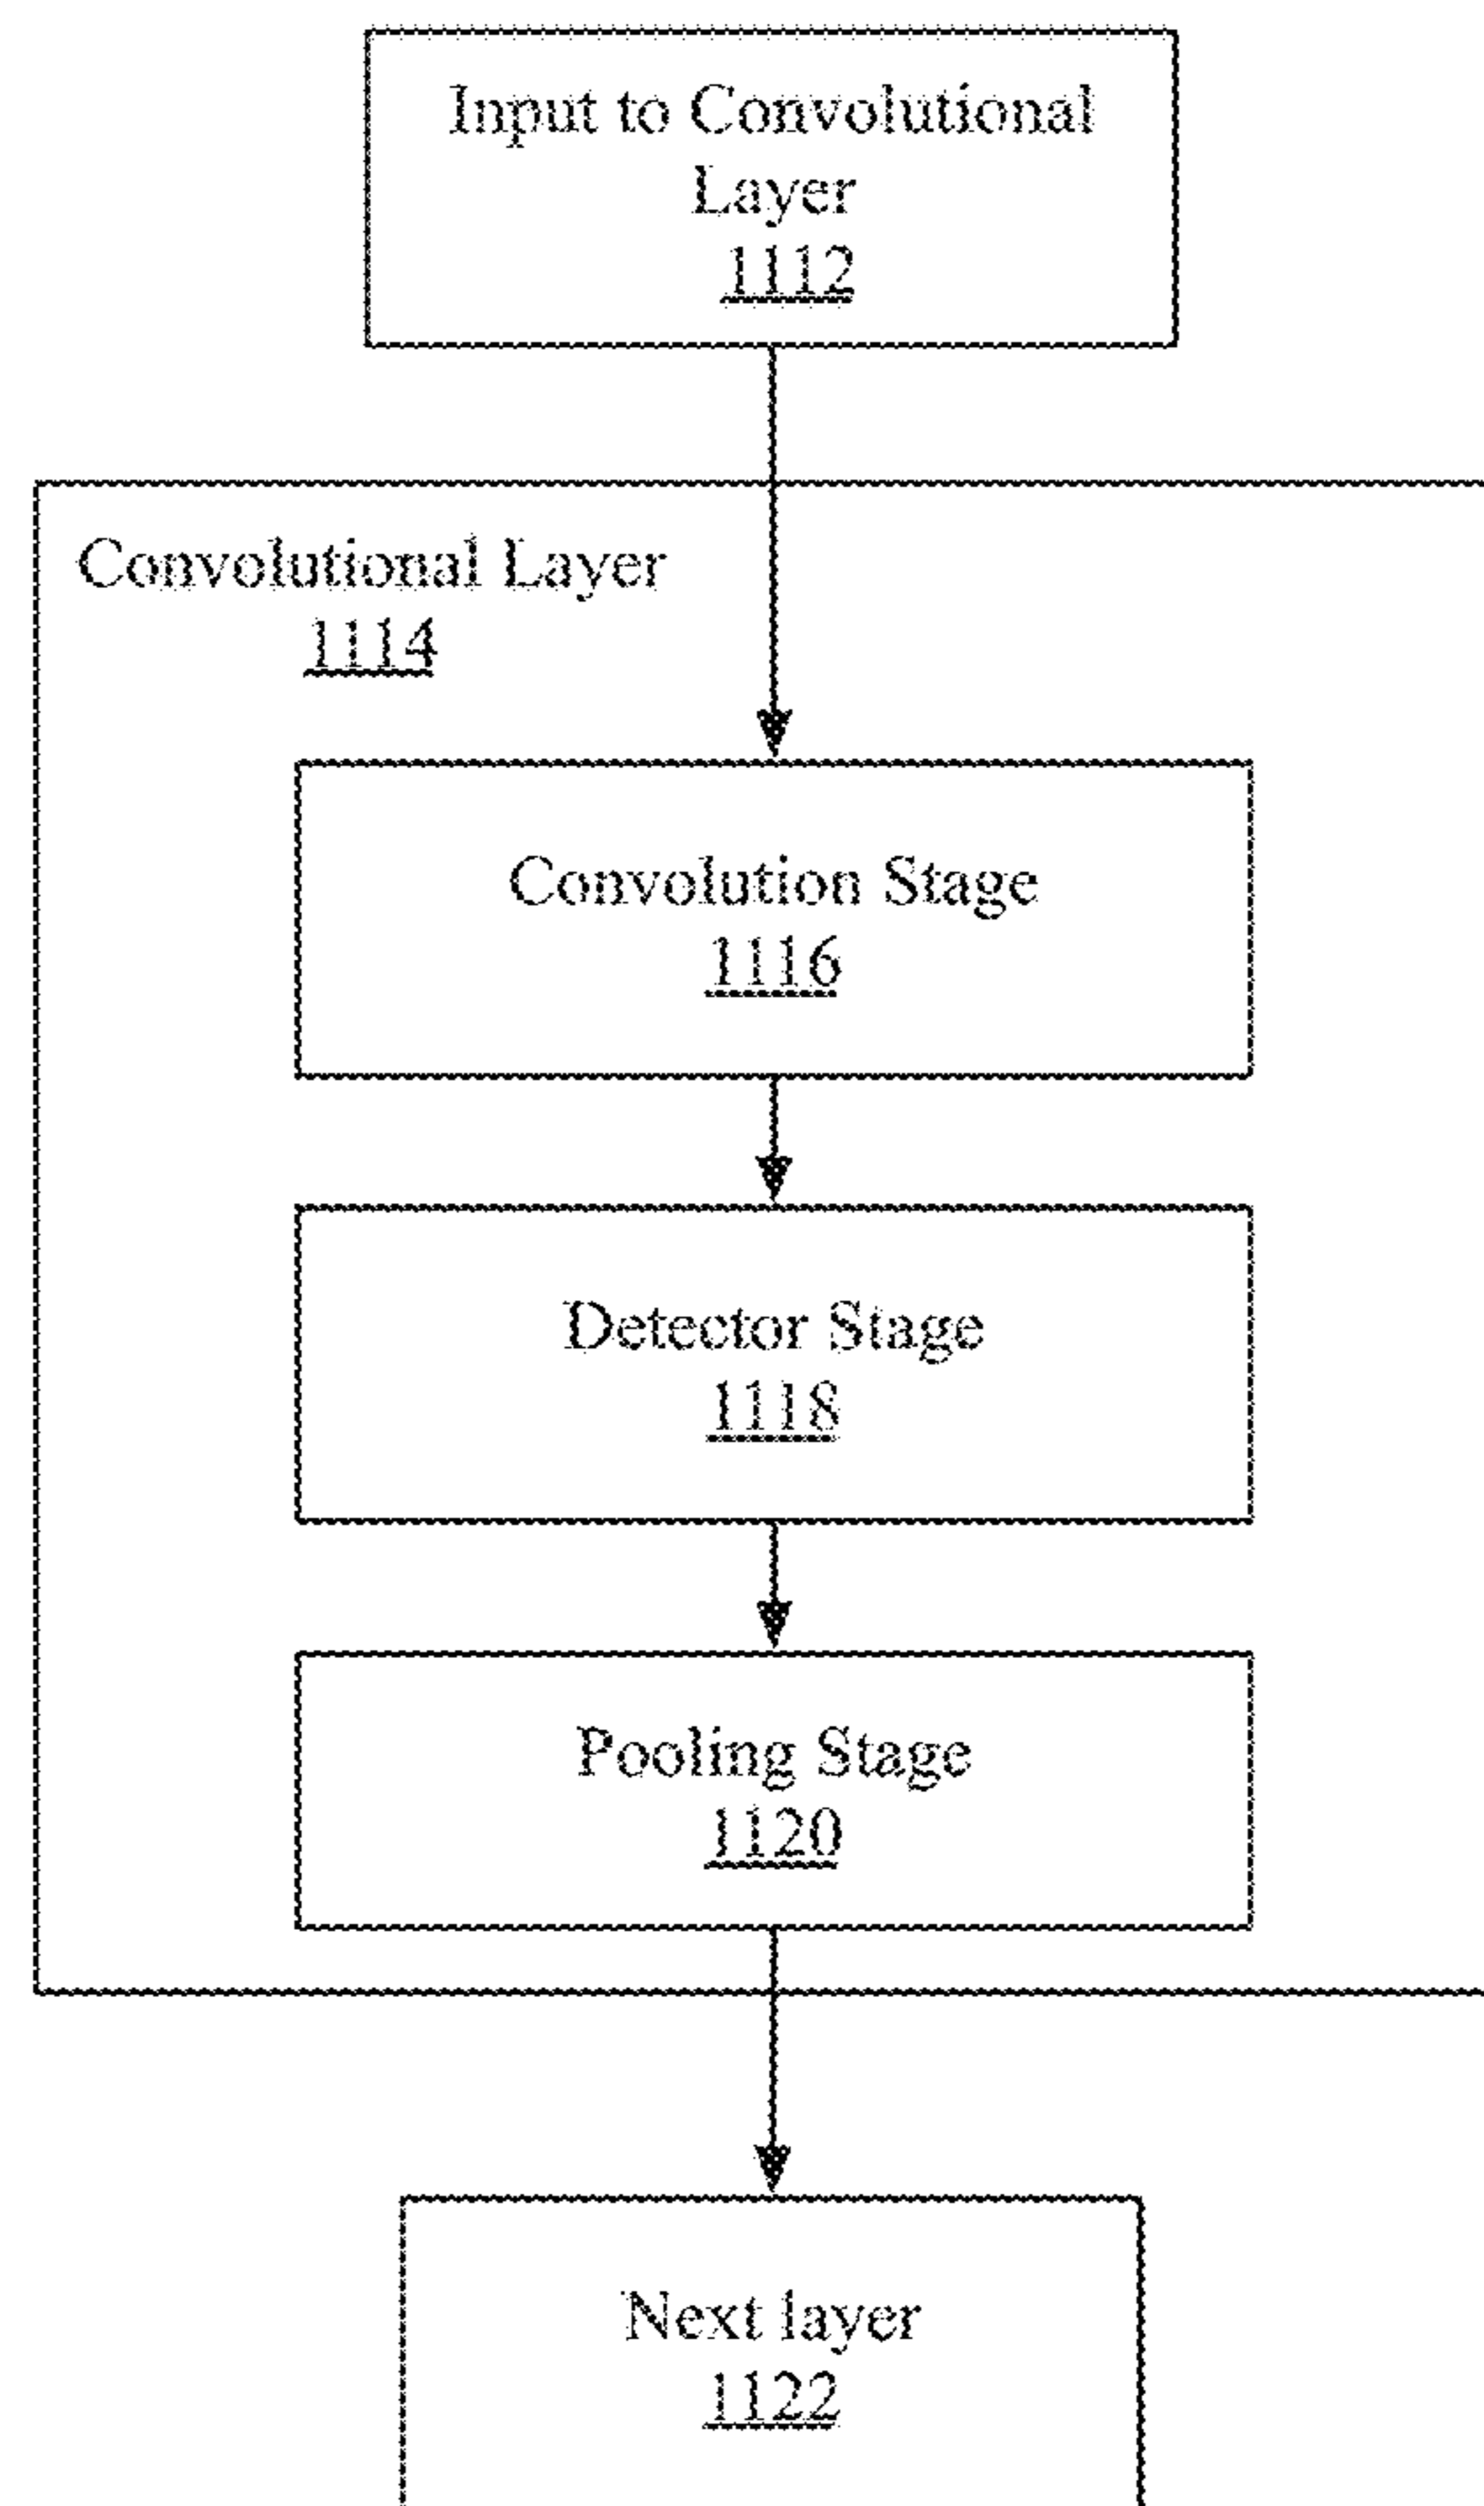 Input to Convolutional
Layer
1112
Convolutional Layer
1114
Convolution Stage
1116
Detector Stage
1118
Pooling Stage
1120
Next layer
1122